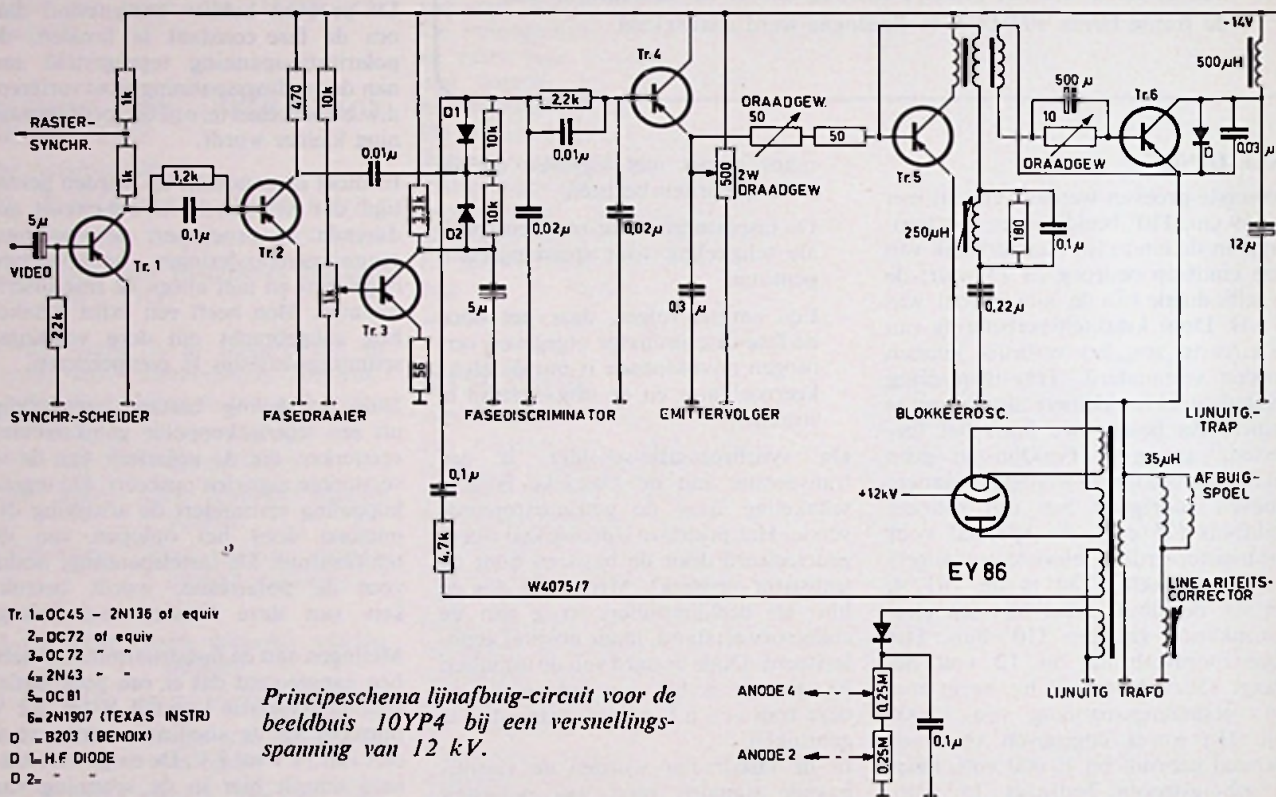 -14V
500μH
1k
RASTER-
SYNCHR.
1k
1,2k
0,1μ
5μ
VIDEO
22k
Tr. 1
470
10k
Tr. 2
0,01μ
1k
Tr. 3
56
D1
D2
10k
10k
5μ
2,2k
0,01μ
0,02μ
0,02μ
Tr. 4
DRAADGEW.
50
50
500
2W
DRAADGEW
0,3μ
Tr. 5
250μH
180
0,1μ
0,22μ
500μ
10
DRAADGEW
Tr.6
D
0,03μ
12μ
SYNCHR.-SCHEIDER
FASEDRAAIER
FASEDISCRIMINATOR
EMITTERVOLGER
BLOKKEEROSC.
LIJNUITG.-
TRAP
0,1μ
4,7k
W4075/7
+12kV
EY 86
35μH
AFBUIG-
SPOEL
LINEARITEITS-
CORRECTOR
LIJNUITG TRAFO
ANODE 4
0,25M
ANODE 2
0,25M
0,1μ
Tr. 1= OC45 - 2N136 of equiv
2= OC72 of equiv
3= OC72 " "
4= 2N43 " "
5= OC81
6= 2N1907 (TEXAS INSTR)
= B203 (BENDIX)
D 1= H.F. DIODE
D 2= " "
Principeschema lijnafbuig-circuit voor de
beeldbuis 10YP4 bij een versnellings-
spanning van 12 kV.